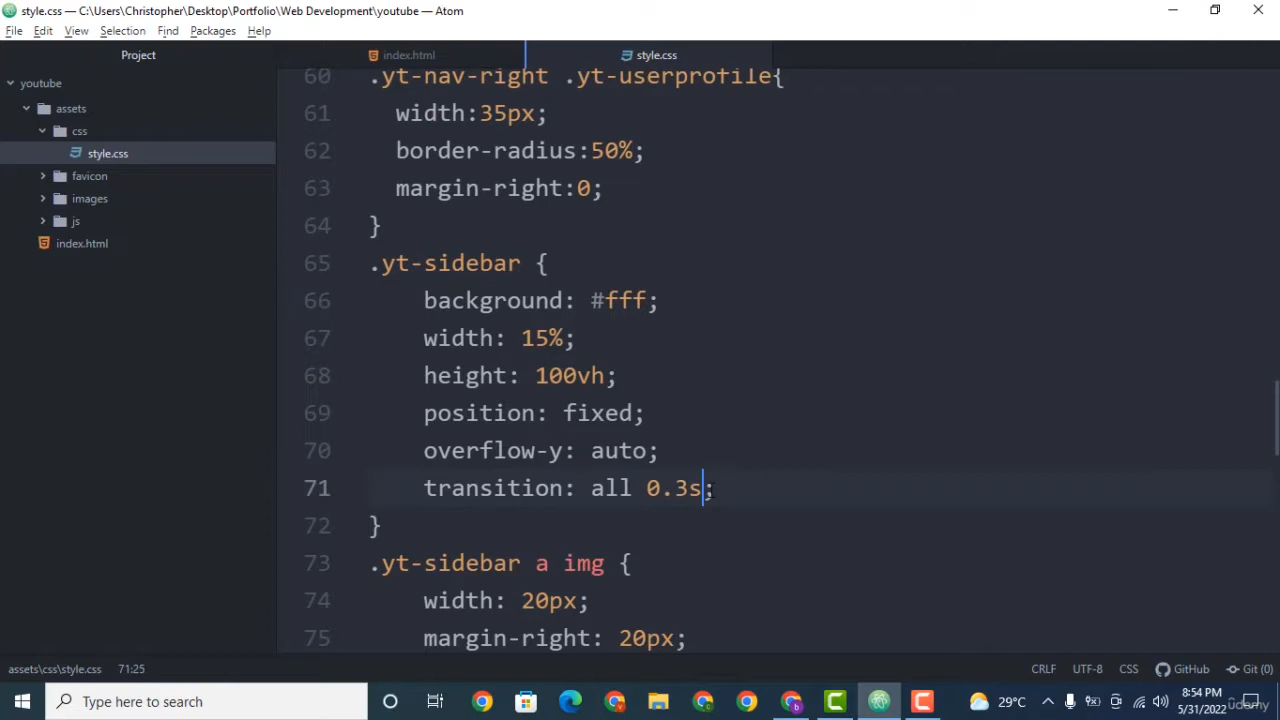 style.css — C:\Users\Christopher\Desktop\Portfolio\Web Development\youtube — Atom
File Edit View Selection Find Packages Help
Project
index.html
style.css
youtube
assets
css
style.css
favicon
images
js
index.html
60 .yt-nav-right .yt-userprofile{
61 width:35px;
62 border-radius:50%;
63 margin-right:0;
64 }
65 .yt-sidebar {
66 background: #fff;
67 width: 15%;
68 height: 100vh;
69 position: fixed;
70 overflow-y: auto;
71 transition: all 0.3s;
72 }
73 .yt-sidebar a img {
74 width: 20px;
75 margin-right: 20px;
assets\css\style.css 71:25 CRLF UTF-8 CSS GitHub Git (0)
Type here to search
29°C
8:54 PM
5/31/2022
ûdemy